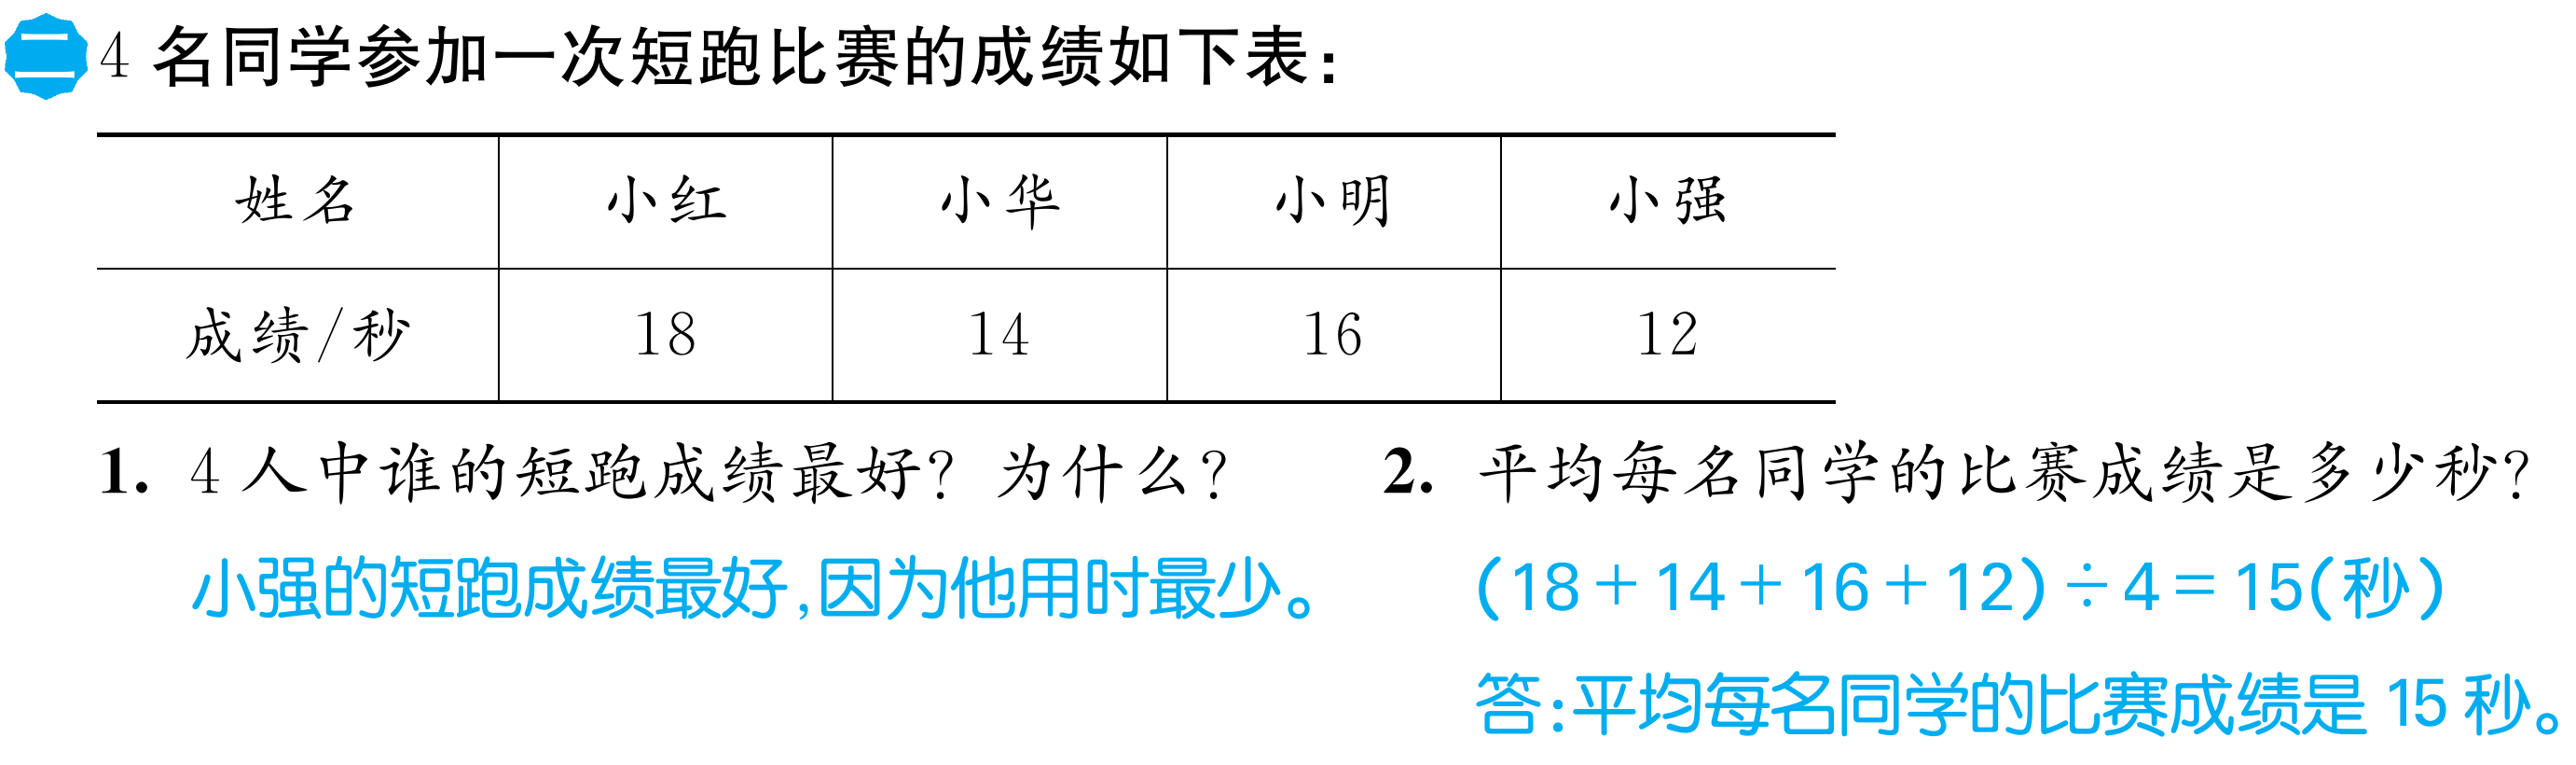 二 4 名同学参加一次短跑比赛的成绩如下表：
姓名 小红 小华 小明 小强
成绩/秒 18 14 16 12
1. 4 人中谁的短跑成绩最好？为什么？
小强的短跑成绩最好,因为他用时最少。
2. 平均每名同学的比赛成绩是多少秒？
(18+14+16+12)÷4=15(秒)
答:平均每名同学的比赛成绩是 15 秒。